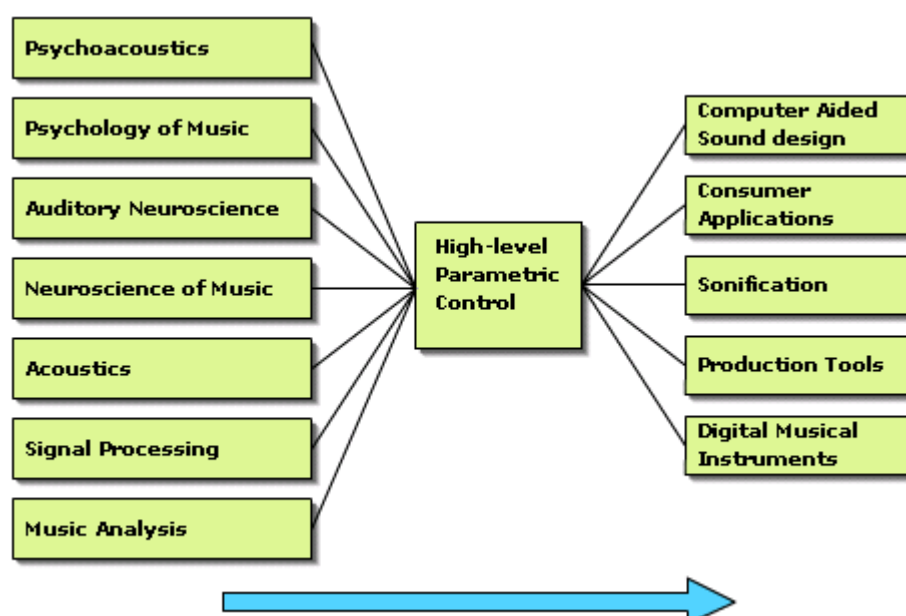 Psychoacoustics
Psychology of Music
Auditory Neuroscience
Neuroscience of Music
Acoustics
Signal Processing
Music Analysis
High-level
Parametric
Control
Computer Aided
Sound design
Consumer
Applications
Sonification
Production Tools
Digital Musical
Instruments